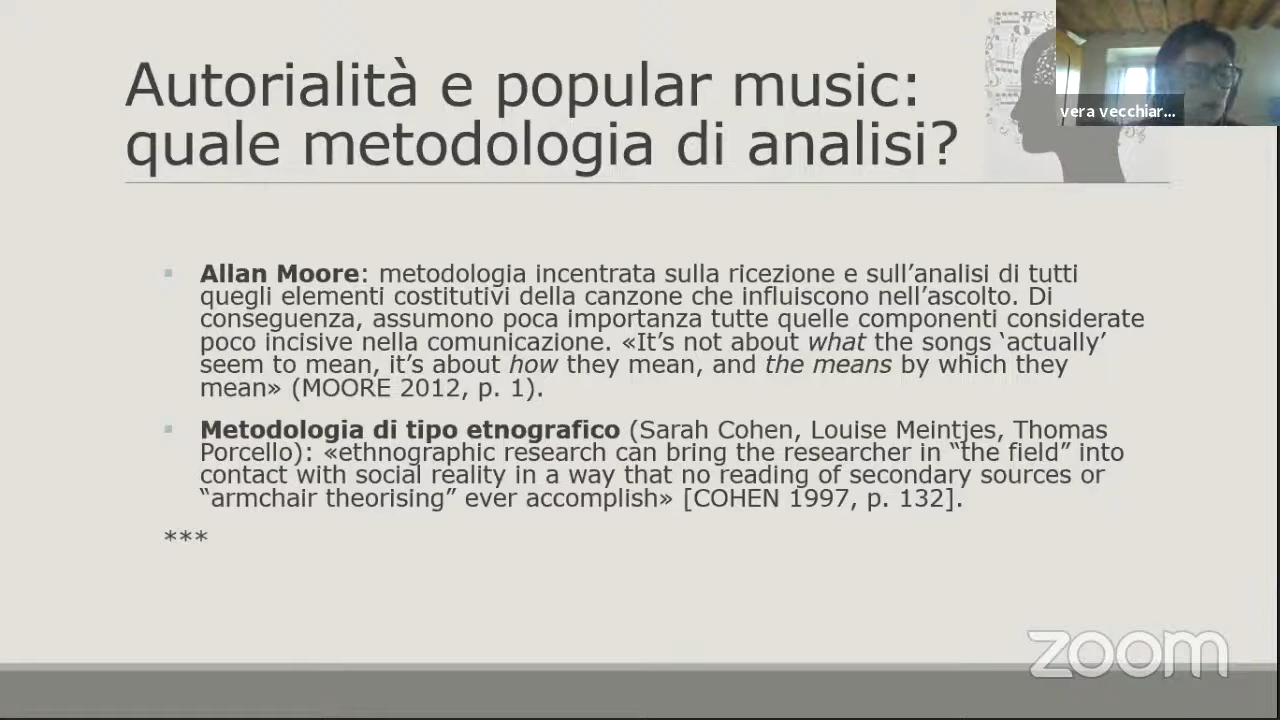 Autorialità e popular music:
quale metodologia di analisi?
vera vecchiar...
▪ Allan Moore: metodologia incentrata sulla ricezione e sull’analisi di tutti
quegli elementi costitutivi della canzone che influiscono nell’ascolto. Di
conseguenza, assumono poca importanza tutte quelle componenti considerate
poco incisive nella comunicazione. «It’s not about what the songs ‘actually’
seem to mean, it’s about how they mean, and the means by which they
mean» (MOORE 2012, p. 1).
▪ Metodologia di tipo etnografico (Sarah Cohen, Louise Meintjes, Thomas
Porcello): «ethnographic research can bring the researcher in “the field” into
contact with social reality in a way that no reading of secondary sources or
“armchair theorising” ever accomplish» [COHEN 1997, p. 132].
***
zoom